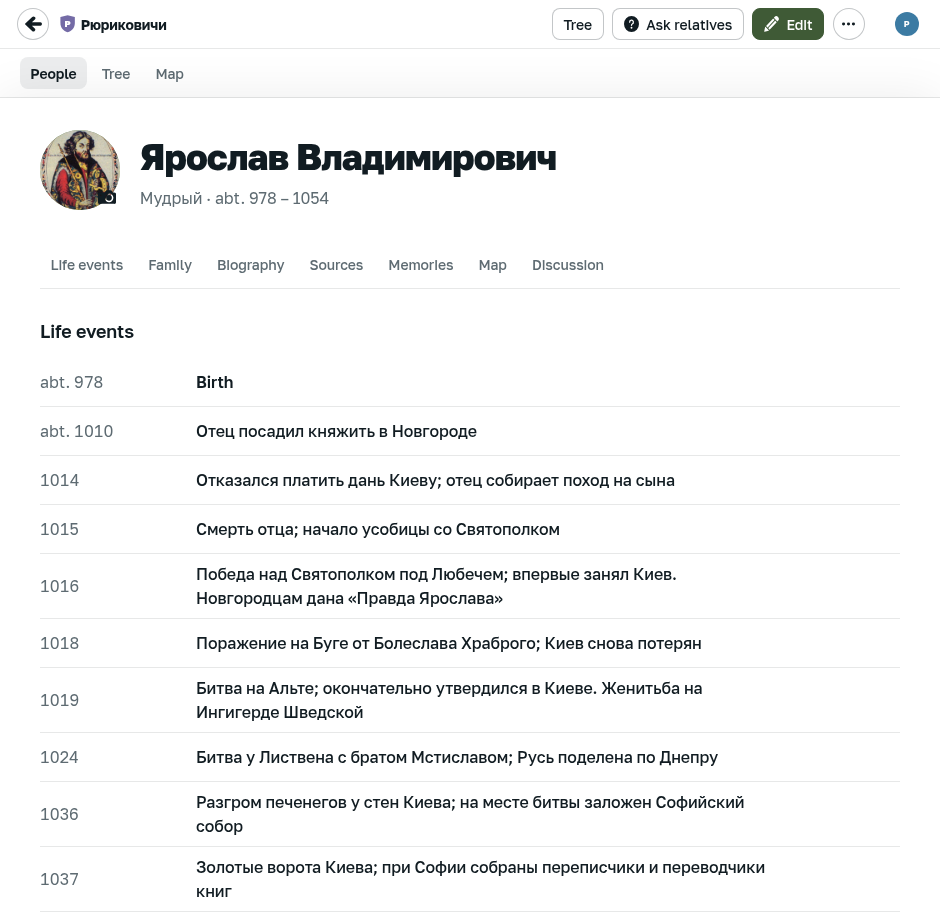 P Рюриковичи Tree Ask relatives Edit P
People Tree Map
Ярослав Владимирович
Мудрый · abt. 978 – 1054
Life events Family Biography Sources Memories Map Discussion
Life events
abt. 978 Birth
abt. 1010 Отец посадил княжить в Новгороде
1014 Отказался платить дань Киеву; отец собирает поход на сына
1015 Смерть отца; начало усобицы со Святополком
1016 Победа над Святополком под Любечем; впервые занял Киев.
Новгородцам дана «Правда Ярослава»
1018 Поражение на Буге от Болеслава Храброго; Киев снова потерян
1019 Битва на Альте; окончательно утвердился в Киеве. Женитьба на
Ингигерде Шведской
1024 Битва у Листвена с братом Мстиславом; Русь поделена по Днепру
1036 Разгром печенегов у стен Киева; на месте битвы заложен Софийский
собор
1037 Золотые ворота Киева; при Софии собраны переписчики и переводчики
книг